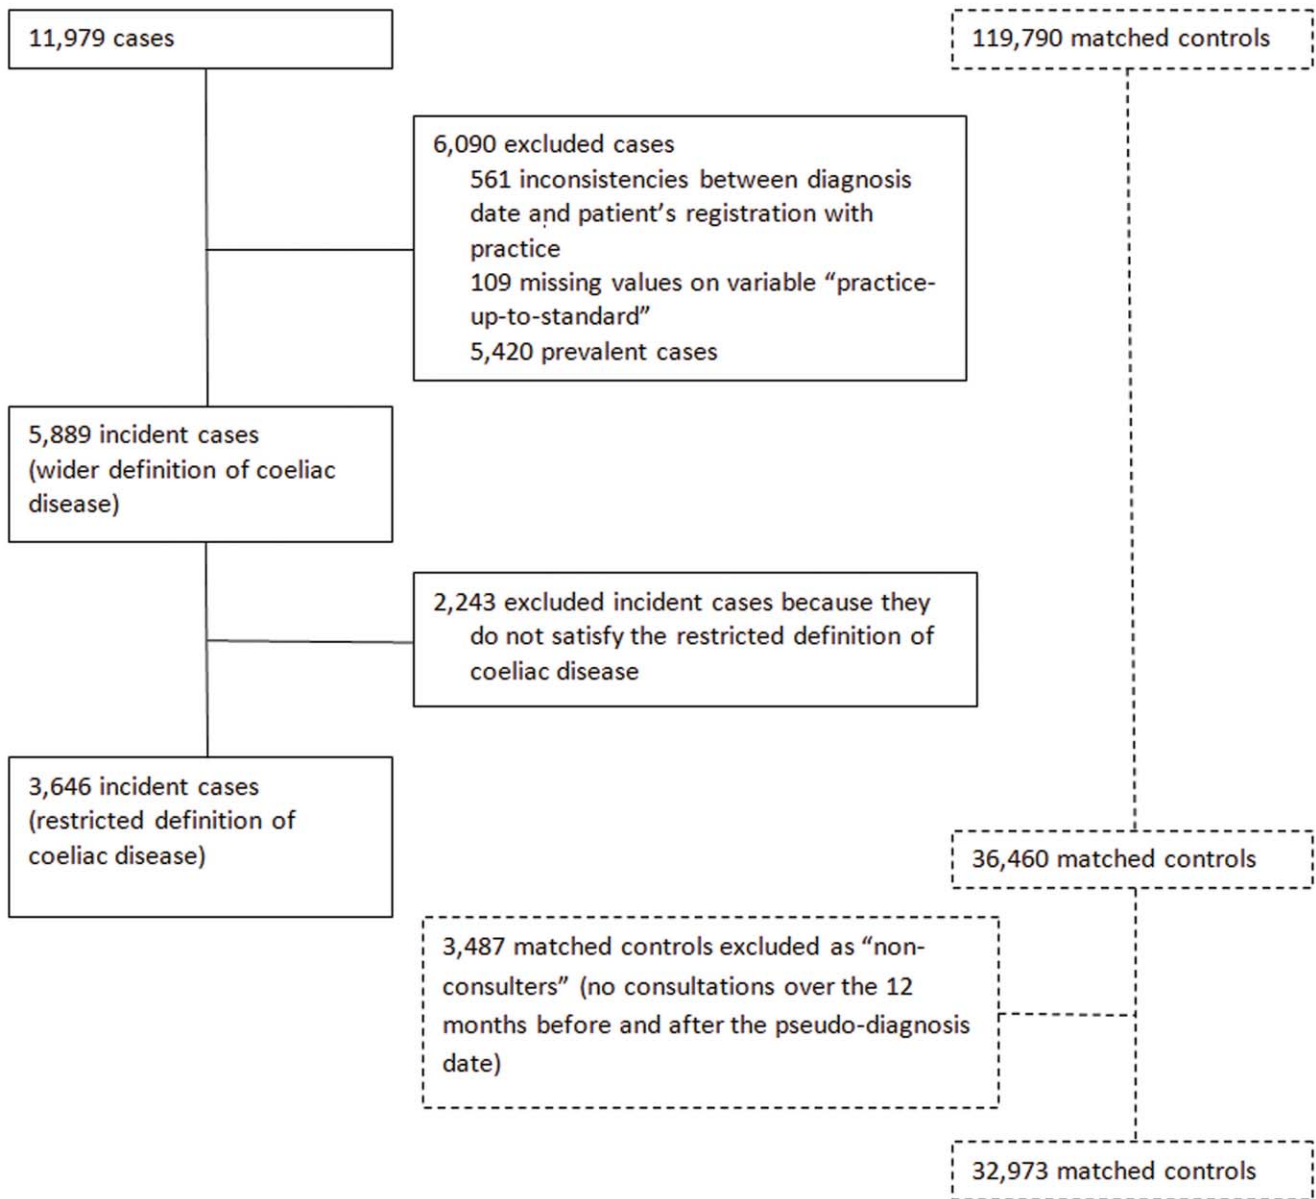 11,979 cases
119,790 matched controls
6,090 excluded cases
561 inconsistencies between diagnosis
date and patient's registration with
practice
109 missing values on variable "practice-
up-to-standard"
5,420 prevalent cases
5,889 incident cases
(wider definition of coeliac
disease)
2,243 excluded incident cases because they
do not satisfy the restricted definition of
coeliac disease
3,646 incident cases
(restricted definition of
coeliac disease)
36,460 matched controls
3,487 matched controls excluded as “non-
consulters” (no consultations over the 12
months before and after the pseudo-diagnosis
date)
32,973 matched controls